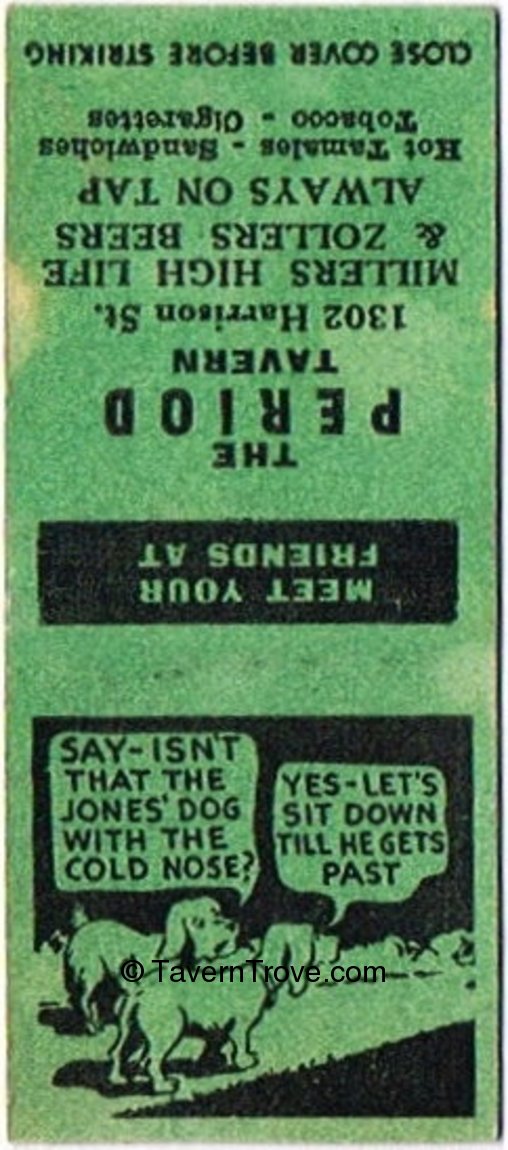 SAY-ISN'T
THAT THE
JONES' DOG
WITH THE
COLD NOSE?
YES-LET'S
SIT DOWN
TILL HE GETS
PAST
© TavernTrove.com
MEET YOUR
FRIENDS AT
THE
PERIOD
TAVERN
1302 Harrison St.
MILLERS HIGH LIFE
& ZOLLERS BEERS
ALWAYS ON TAP
Hot Tamales - Sandwiches
Tobacco - Cigarettes
CLOSE COVER BEFORE STRIKING